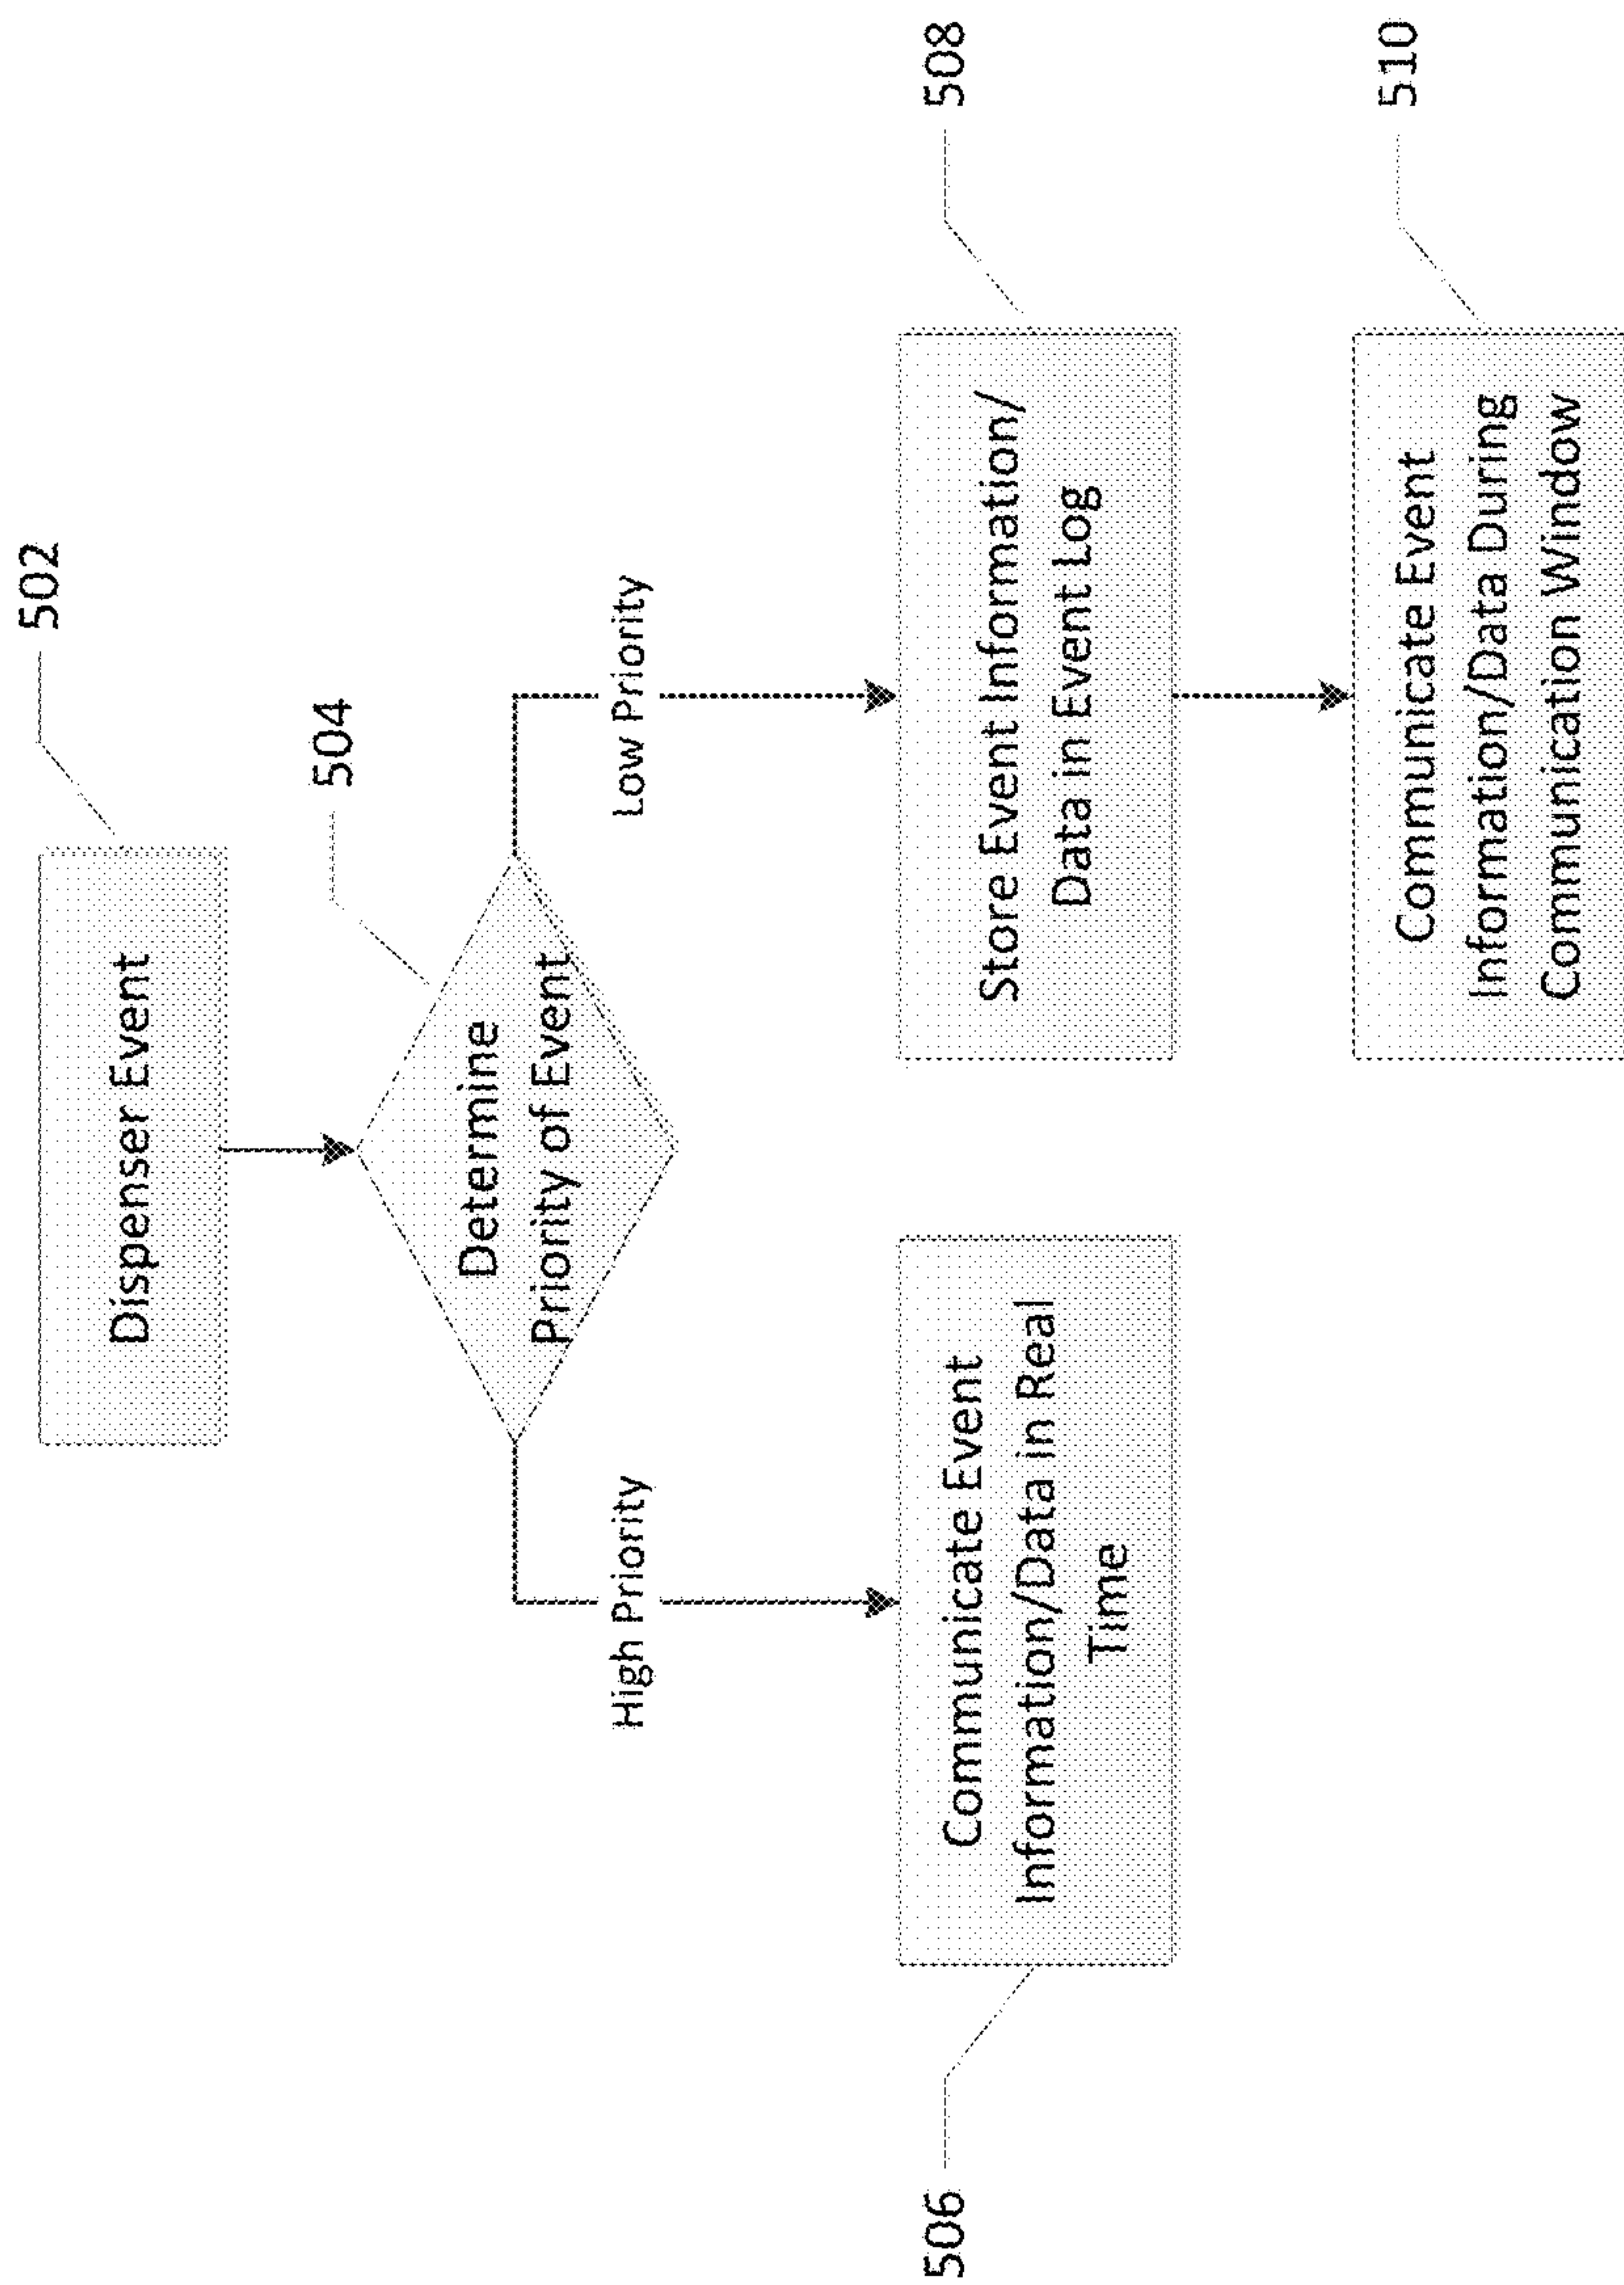 502
Dispenser Event
504
Determine
Priority of Event
High Priority
Low Priority
506
Communicate Event
Information/Data in Real
Time
508
Store Event Information/
Data in Event Log
510
Communicate Event
Information/Data During
Communication Window